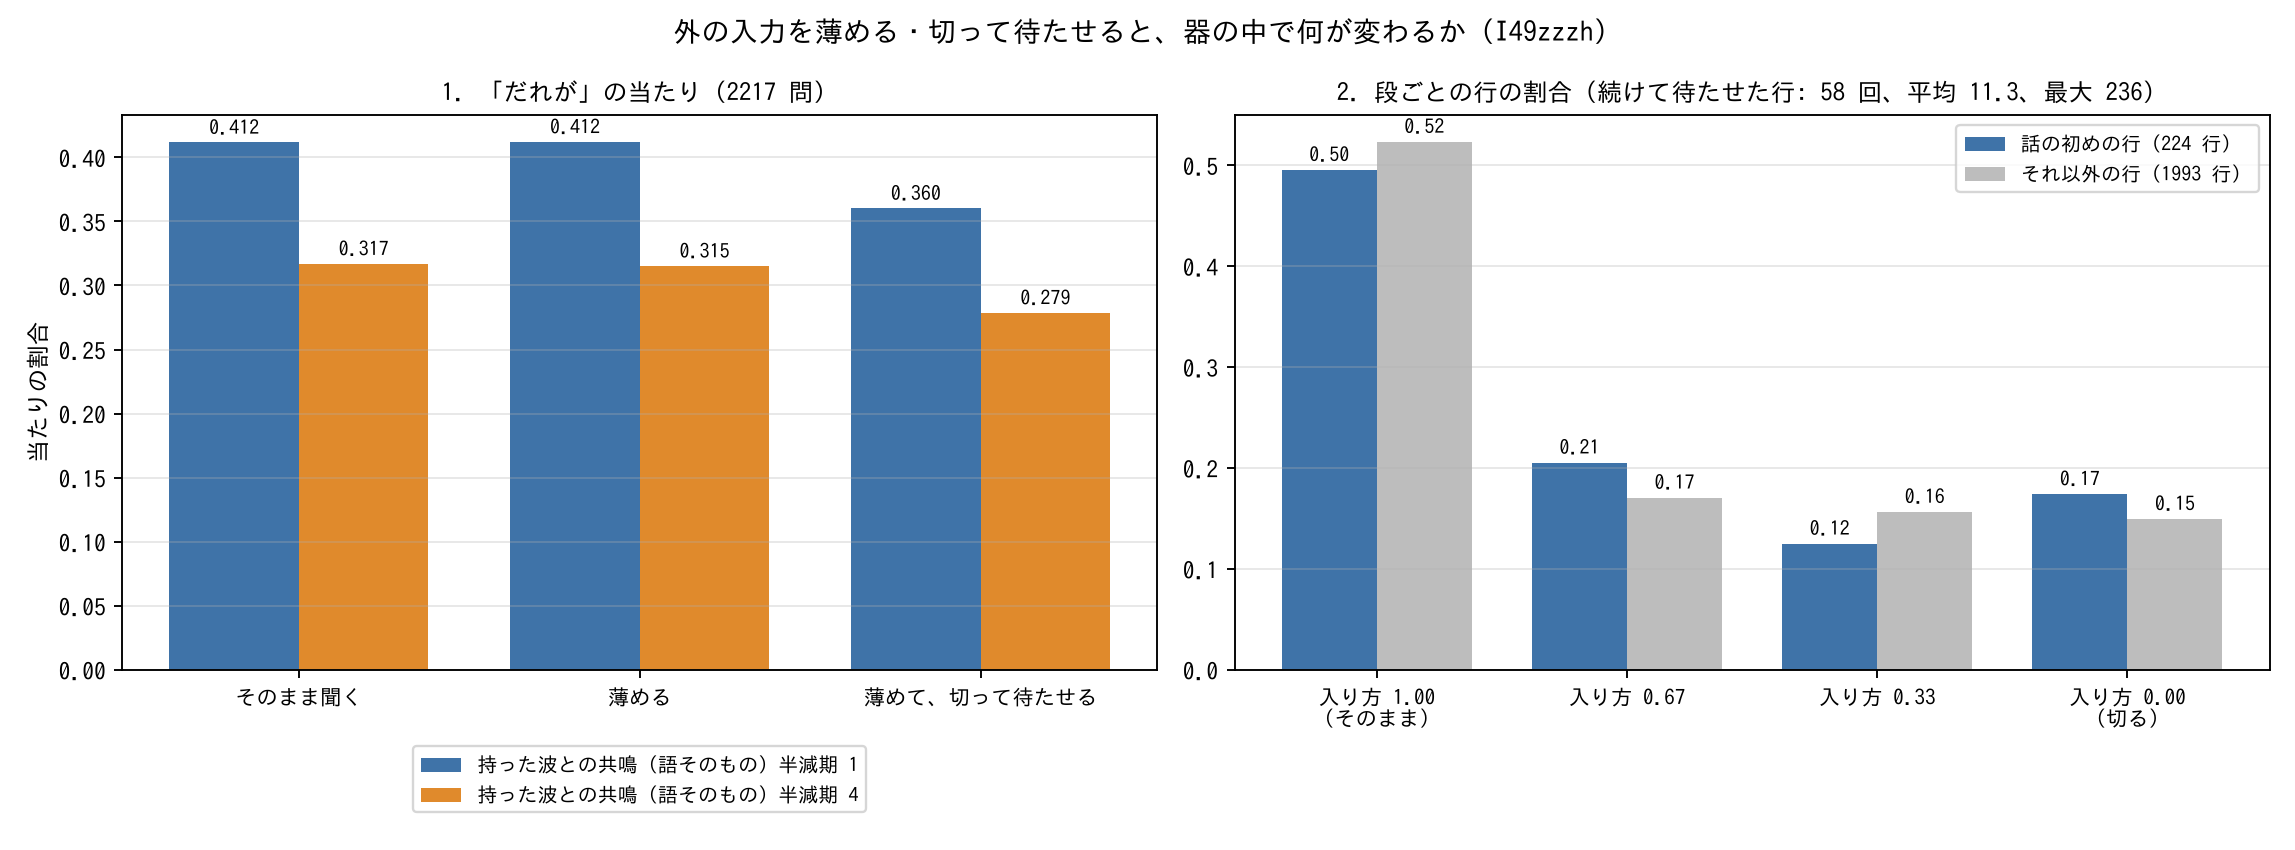 外の入力を薄める・切って待たせると、器の中で何が変わるか (I49zzzh)
1. 「だれが」の当たり (2217 問)
当たりの割合
0.40
0.35
0.30
0.25
0.20
0.15
0.10
0.05
0.00
0.412
0.317
0.412
0.315
0.360
0.279
そのまま聞く
薄める
薄めて、切って待たせる
持った波との共鳴 (語そのもの) 半減期 1
持った波との共鳴 (語そのもの) 半減期 4
2. 段ごとの行の割合 (続けて待たせた行: 58 回、平均 11.3、最大 236)
話の初めの行 (224 行)
それ以外の行 (1993 行)
0.5
0.4
0.3
0.2
0.1
0.0
0.50
0.52
0.21
0.17
0.12
0.16
0.17
0.15
入り方 1.00
(そのまま)
入り方 0.67
入り方 0.33
入り方 0.00
(切る)